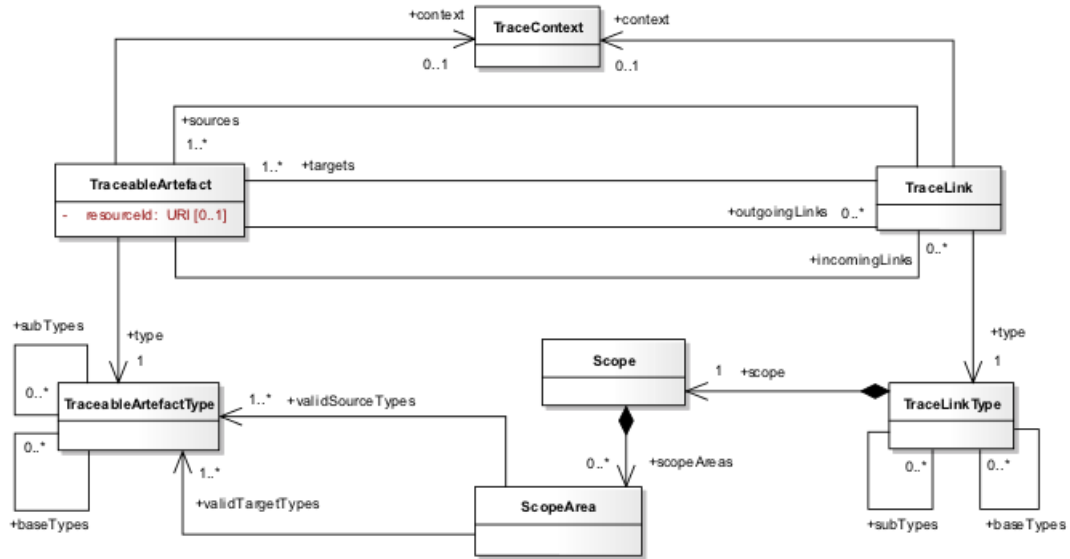 +context
TraceContext
+context
0..1
0..1
+sources
1..*
1..*
+targets
TraceableArtefact
TraceLink
- resourceId: URI [0..1]
+outgoingLinks
0..*
+incomingLinks
0..*
+subTypes
+type
+type
1
1
Scope
1
+scope
0..*
TraceableArtefactType
1..*
+validSourceTypes
TraceLinkType
0..*
0..*
0..*
1..*
0..*
+scopeAreas
+validTargetTypes
ScopeArea
+baseTypes
+subTypes
+baseTypes